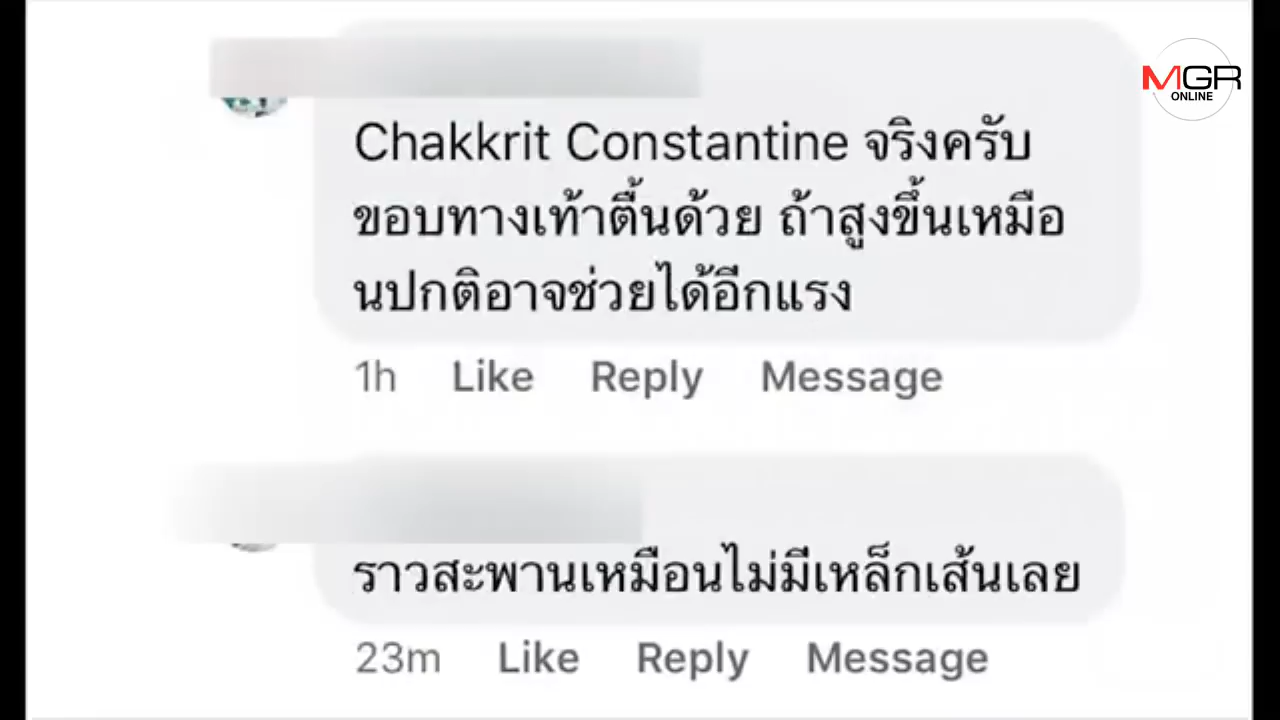 MGR
ONLINE
Chakkrit Constantine จริงครับ
ขอบทางเท้าตื้นด้วย ถ้าสูงขึ้นเหมือ
นปกติอาจช่วยได้อีกแรง
1h Like Reply Message
ราวสะพานเหมือนไม่มีเหล็กเส้นเลย
23m Like Reply Message